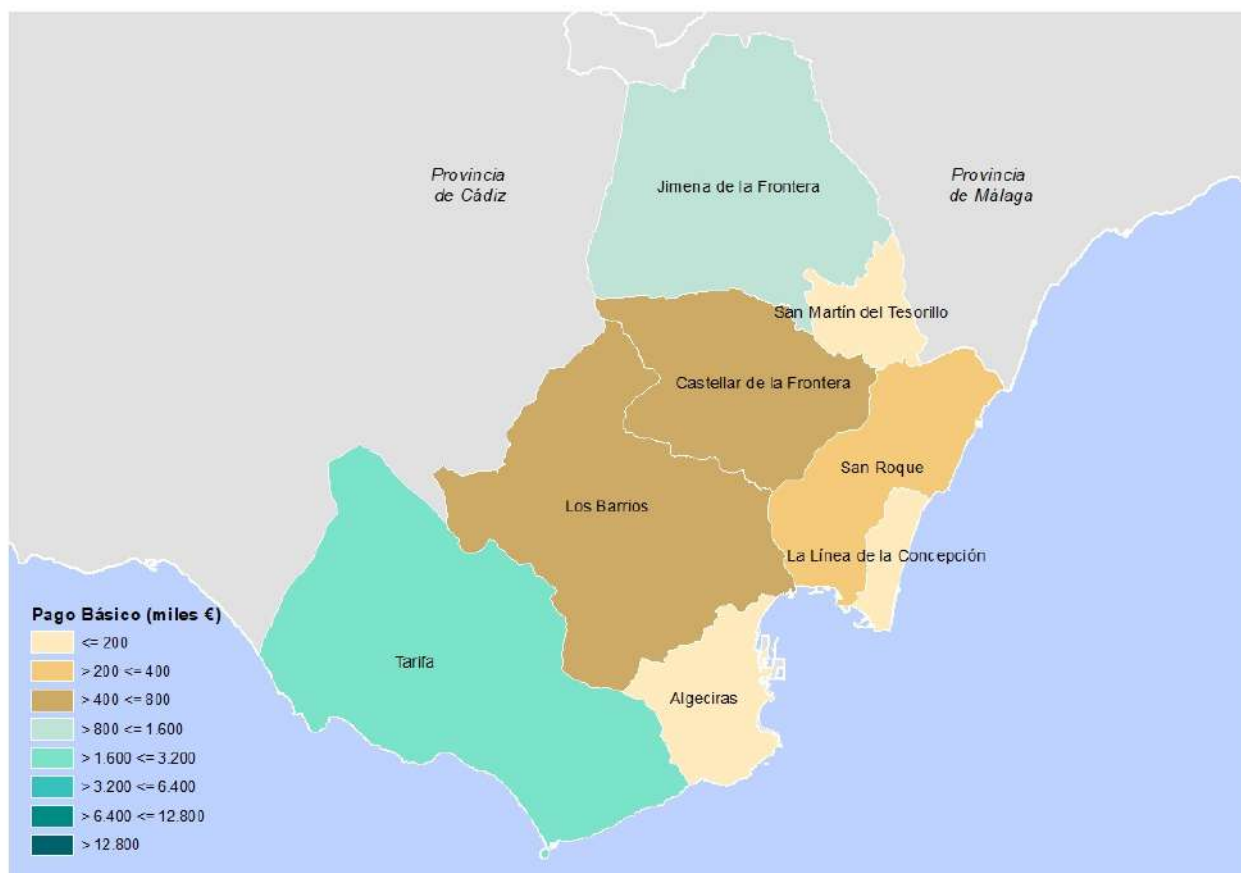 Provincia
de Cádiz
Jimena de la Frontera
Provincia
de Málaga
San Martín del Tesorillo
Castellar de la Frontera
San Roque
Los Barrios
La Línea de la Concepción
Tarifa
Algeciras
Pago Básico (miles €)
<= 200
> 200 <= 400
> 400 <= 800
> 800 <= 1.600
> 1.600 <= 3.200
> 3.200 <= 6.400
> 6.400 <= 12.800
> 12.800